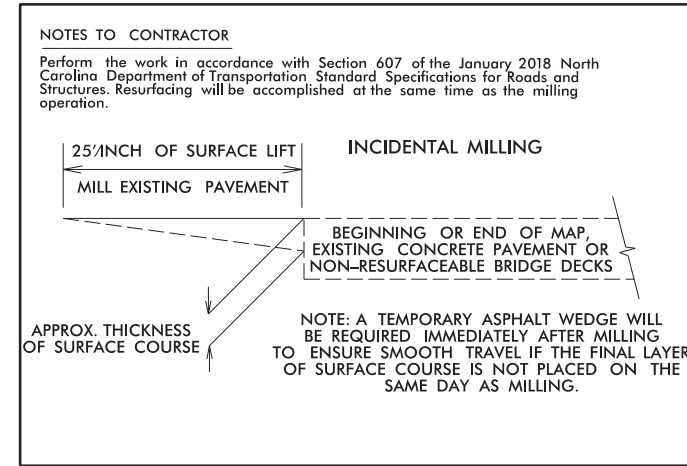 NOTES TO CONTRACTOR
Perform the work in accordance with Section 607 of the January 2018 North
Carolina Department of Transportation Standard Specifications for Roads and
Structures. Resurfacing will be accomplished at the same time as the milling
operation.
25'/INCH OF SURFACE LIFT
INCIDENTAL MILLING
MILL EXISTING PAVEMENT
BEGINNING OR END OF MAP,
EXISTING CONCRETE PAVEMENT OR
NON–RESURFACEABLE BRIDGE DECKS
APPROX. THICKNESS
OF SURFACE COURSE
NOTE: A TEMPORARY ASPHALT WEDGE WILL
BE REQUIRED IMMEDIATELY AFTER MILLING
TO ENSURE SMOOTH TRAVEL IF THE FINAL LAYER
OF SURFACE COURSE IS NOT PLACED ON THE
SAME DAY AS MILLING.